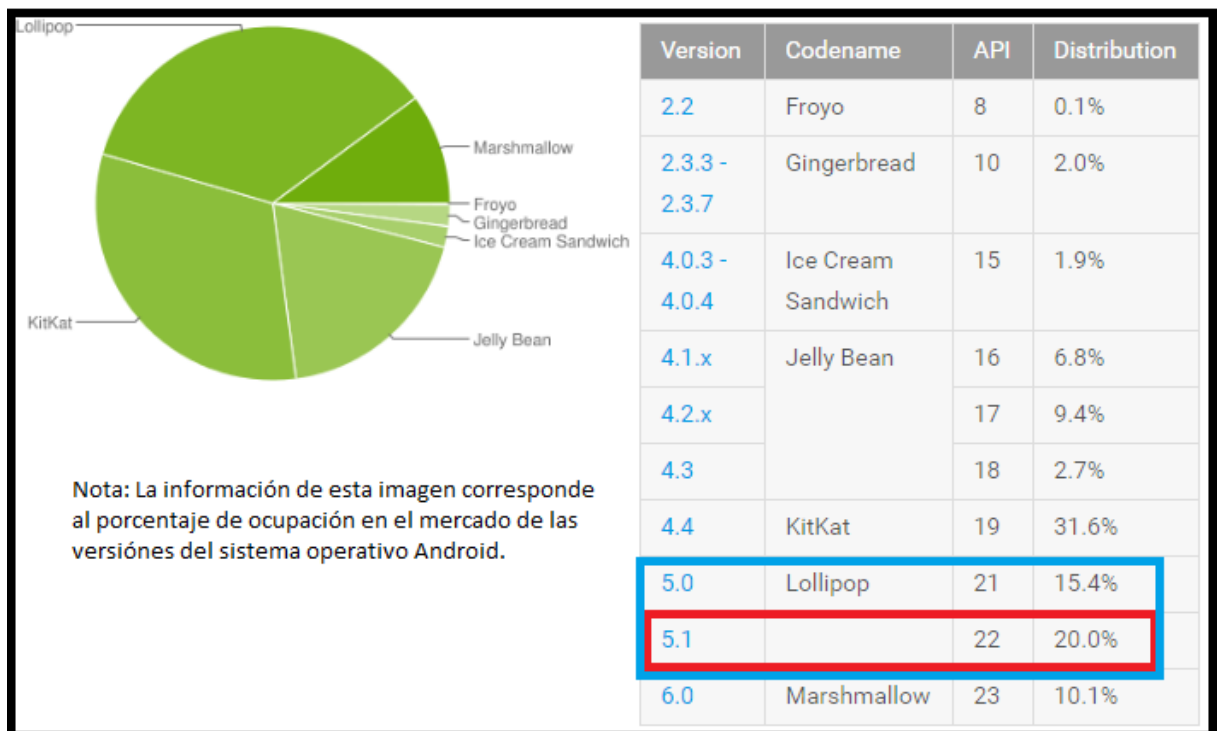 Lollipop
Marshmallow
Froyo
Gingerbread
Ice Cream Sandwich
KitKat
Jelly Bean
Nota: La información de esta imagen corresponde
al porcentaje de ocupación en el mercado de las
versiónes del sistema operativo Android.
Version Codename API Distribution
2.2 Froyo 8 0.1%
2.3.3 - Gingerbread 10 2.0%
2.3.7
4.0.3 - Ice Cream 15 1.9%
4.0.4 Sandwich
4.1.x Jelly Bean 16 6.8%
4.2.x 17 9.4%
4.3 18 2.7%
4.4 KitKat 19 31.6%
5.0 Lollipop 21 15.4%
5.1 22 20.0%
6.0 Marshmallow 23 10.1%